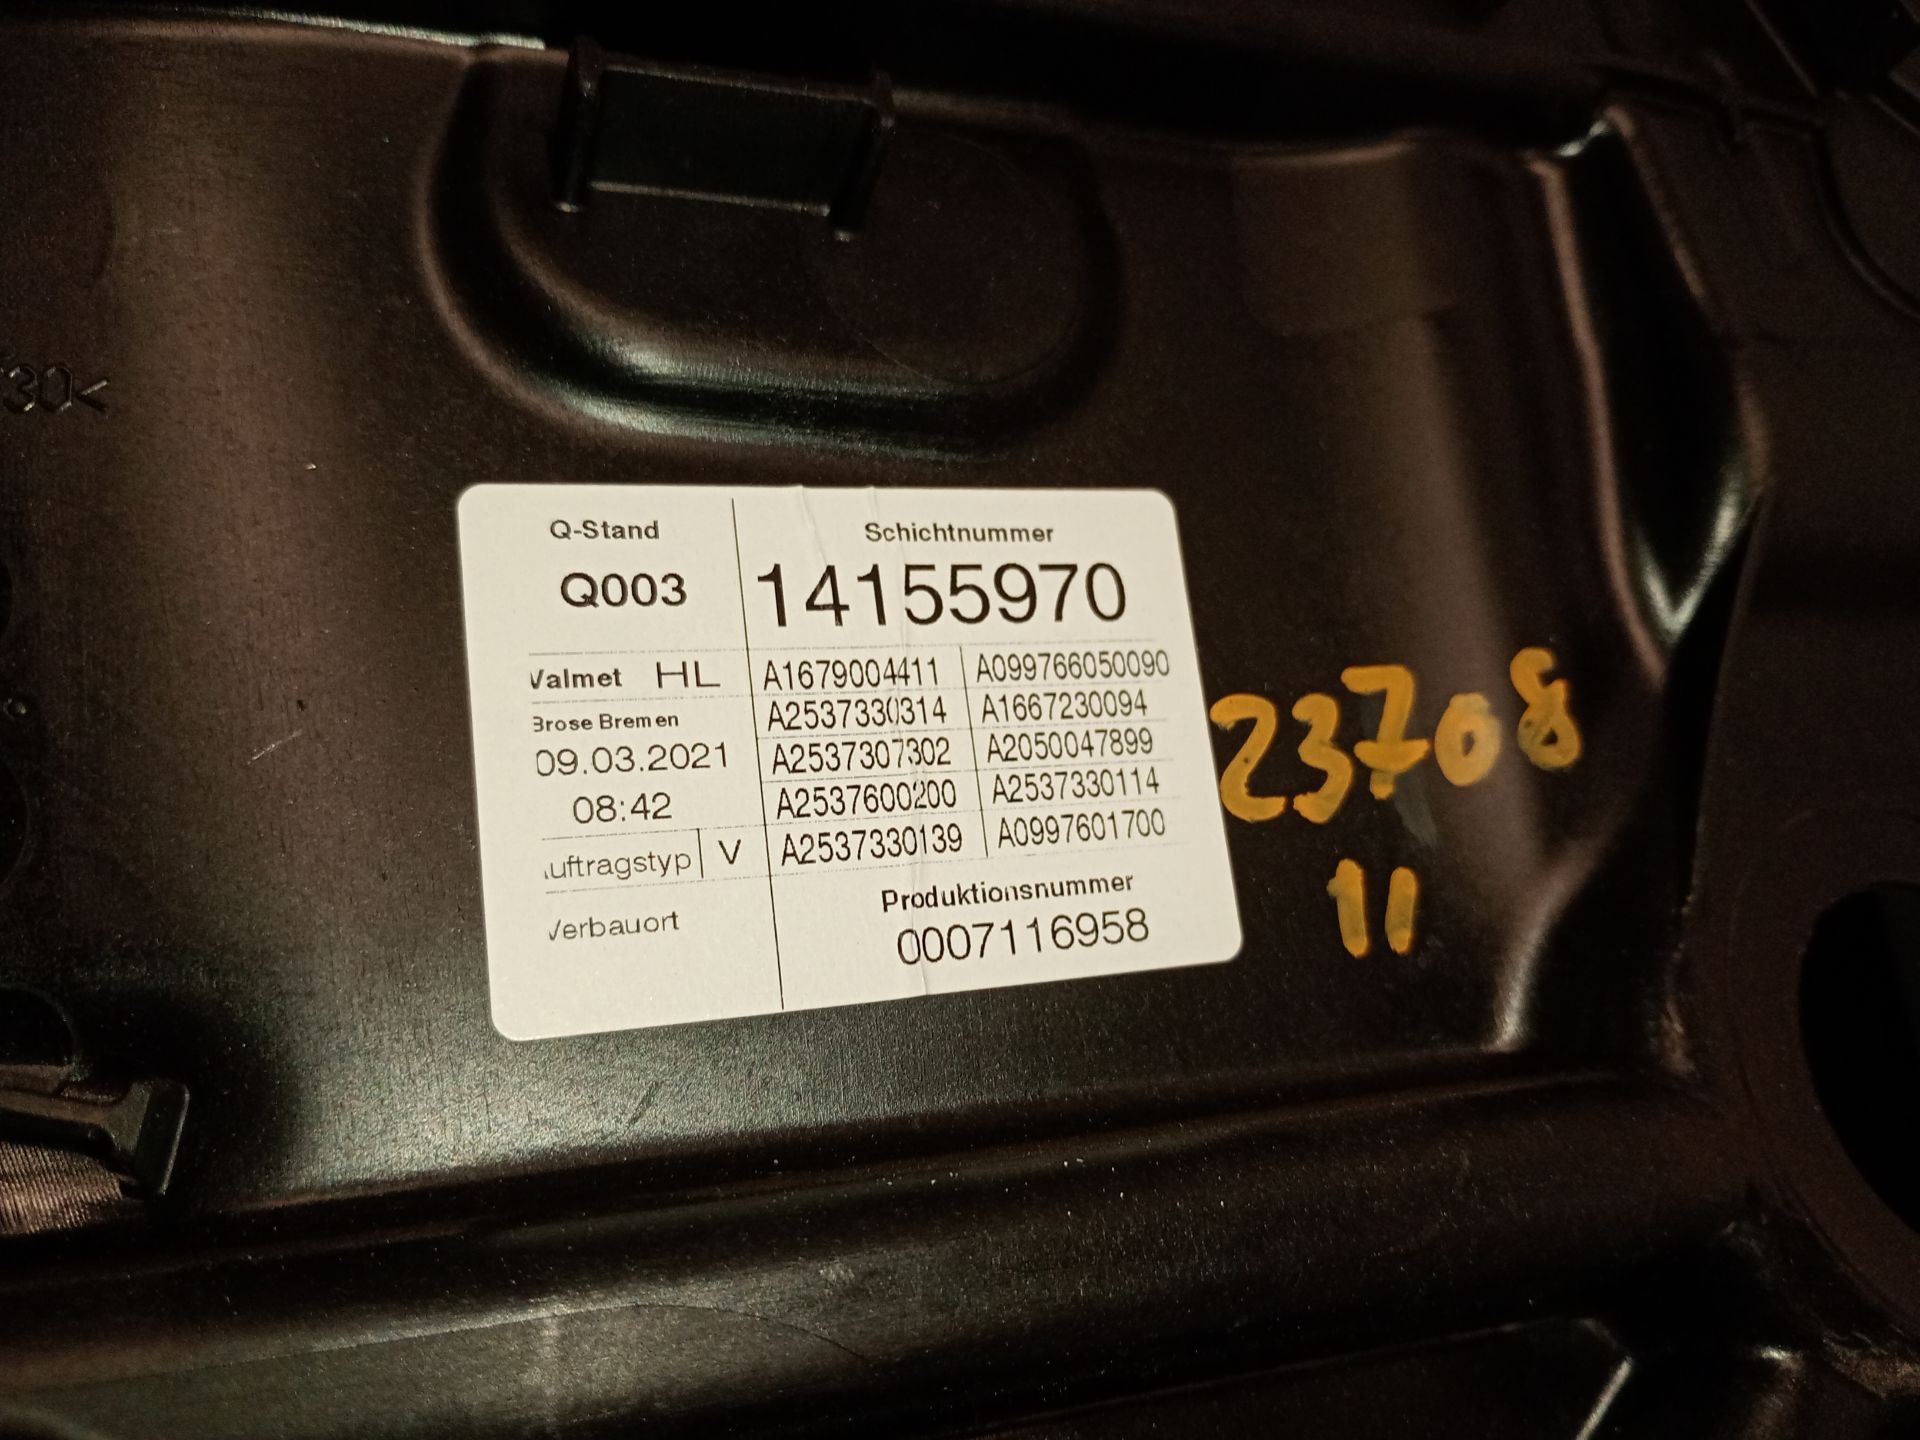 30<
Q-Stand Schichtnummer
Q003 14155970
Valmet HL A1679004411 A099766050090
Brose Bremen A2537330314 A1667230094
09.03.2021 A2537307302 A2050047899
08:42 A2537600200 A2537330114
uftragstyp V A2537330139 A0997601700
Verbauort Produktionsnummer
0007116958
23708
11